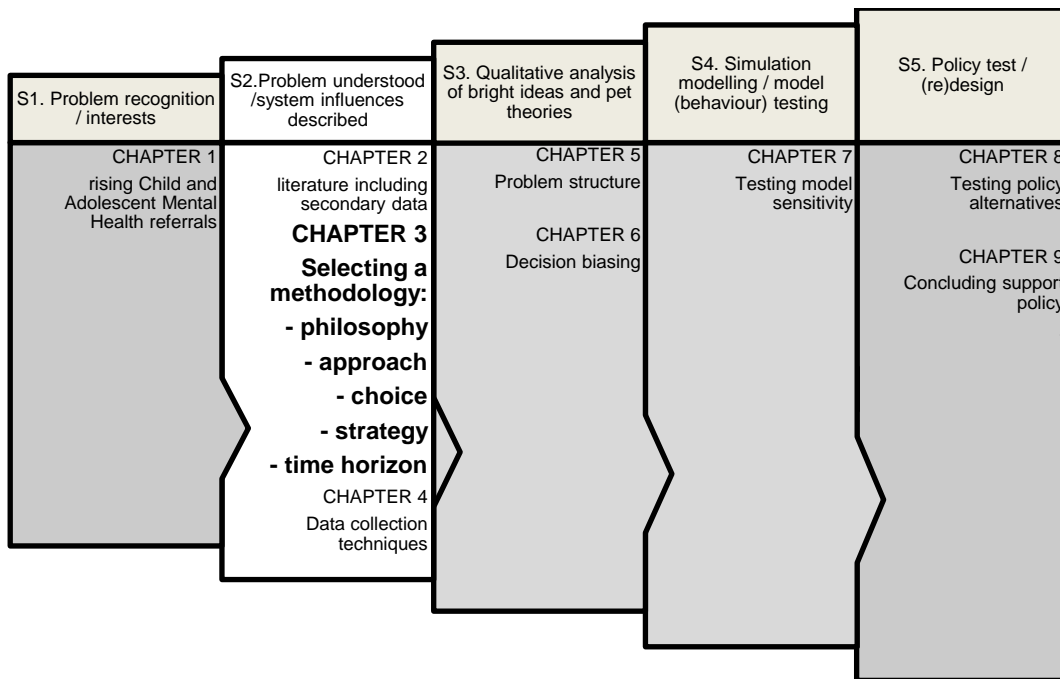 S1. Problem recognition
/ interests
CHAPTER 1
rising Child and
Adolescent Mental
Health referrals
S2.Problem understood
/system influences
described
CHAPTER 2
literature including
secondary data
CHAPTER 3
Selecting a
methodology:
- philosophy
- approach
- choice
- strategy
- time horizon
CHAPTER 4
Data collection
techniques
S3. Qualitative analysis
of bright ideas and pet
theories
CHAPTER 5
Problem structure
CHAPTER 6
Decision biasing
S4. Simulation
modelling / model
(behaviour) testing
CHAPTER 7
Testing model
sensitivity
S5. Policy test /
(re)design
CHAPTER 8
Testing policy
alternatives
CHAPTER 9
Concluding support
policy